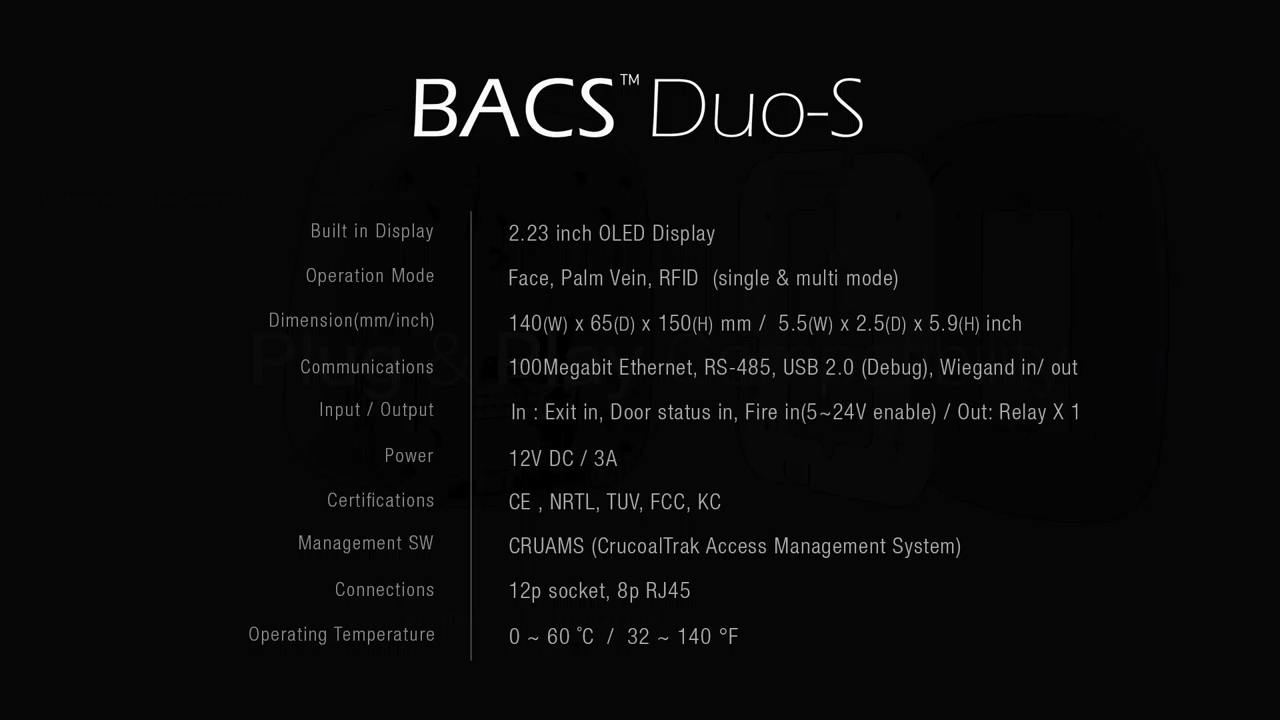 BACS™ Duo-S
Built in Display 2.23 inch OLED Display
Operation Mode Face, Palm Vein, RFID (single & multi mode)
Dimension(mm/inch) 140(W) x 65(D) x 150(H) mm / 5.5(W) x 2.5(D) x 5.9(H) inch
Plug & Play Compatibility
Communications 100Megabit Ethernet, RS-485, USB 2.0 (Debug), Wiegand in/ out
Input / Output In : Exit in, Door status in, Fire in(5~24V enable) / Out: Relay X 1
Power 12V DC / 3A
Certifications CE , NRTL, TUV, FCC, KC
Management SW CRUAMS (CrucoalTrak Access Management System)
Connections 12p socket, 8p RJ45
Operating Temperature 0 ~ 60 ˚C / 32 ~ 140 °F